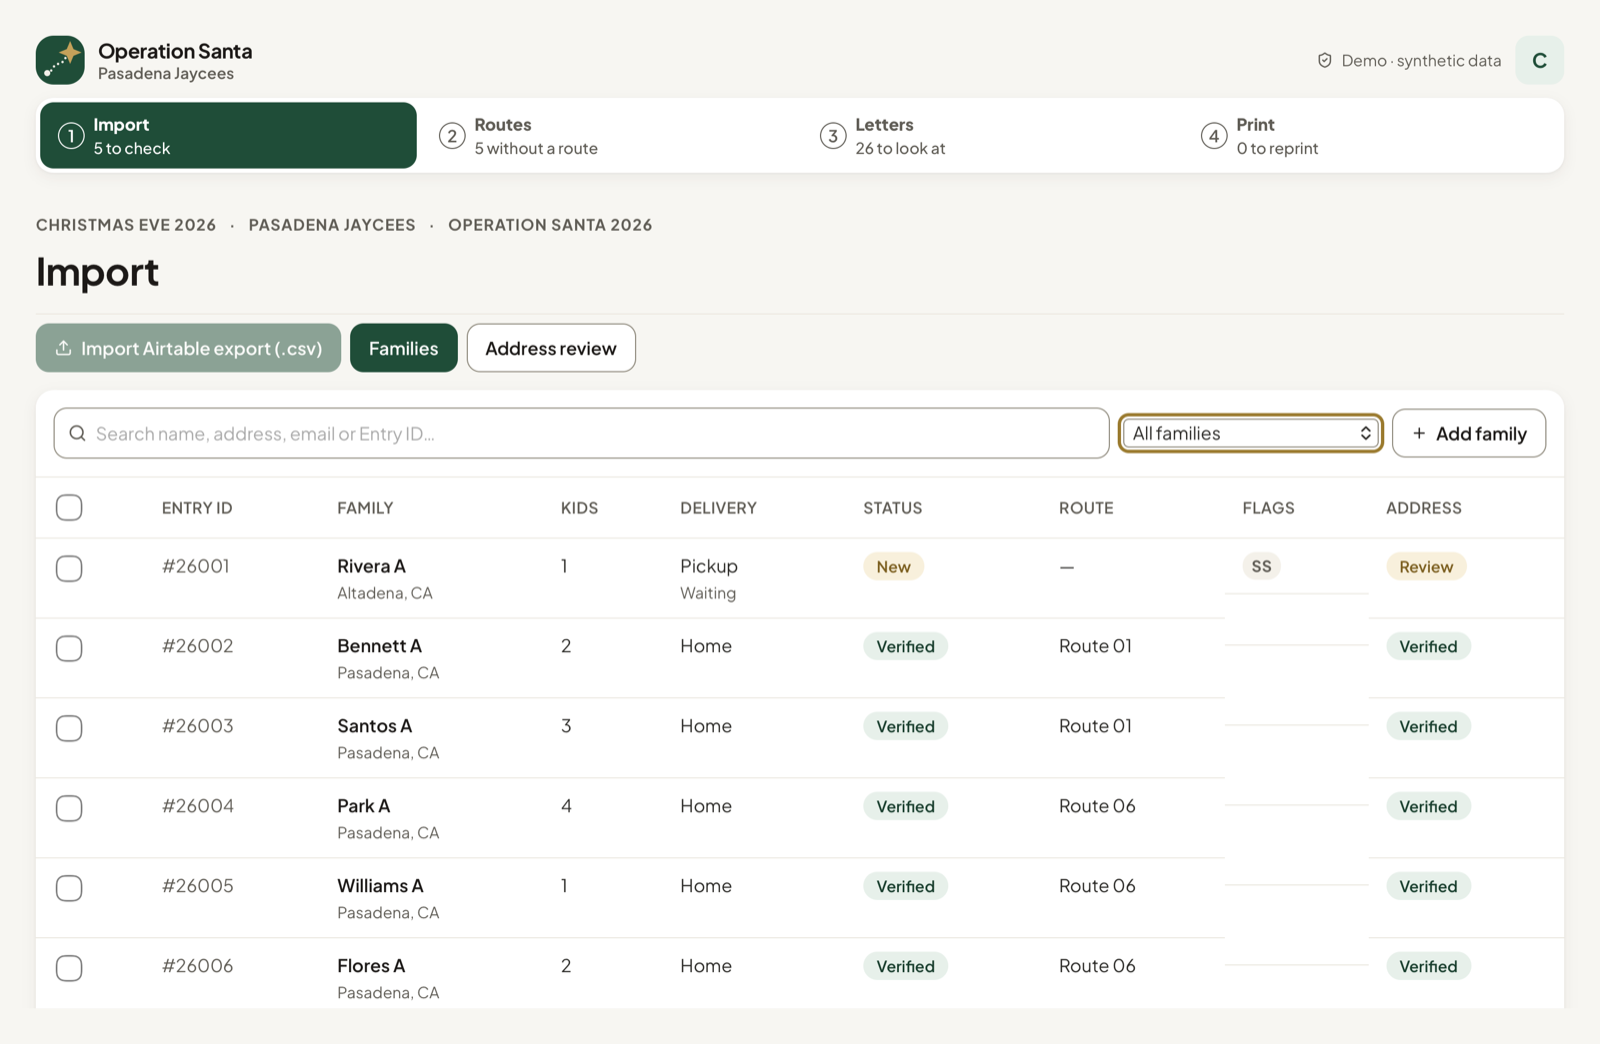 Operation Santa
Pasadena Jaycees
Demo · synthetic data
C
1
Import
5 to check
2
Routes
5 without a route
3
Letters
26 to look at
4
Print
0 to reprint
CHRISTMAS EVE 2026 · PASADENA JAYCEES · OPERATION SANTA 2026
Import
Import Airtable export (.csv)
Families
Address review
Search name, address, email or Entry ID...
All families
+ Add family
ENTRY ID FAMILY KIDS DELIVERY STATUS ROUTE FLAGS ADDRESS
#26001 Rivera A 1 Pickup New — SS Review
Altadena, CA Waiting
#26002 Bennett A 2 Home Verified Route 01 Verified
Pasadena, CA
#26003 Santos A 3 Home Verified Route 01 Verified
Pasadena, CA
#26004 Park A 4 Home Verified Route 06 Verified
Pasadena, CA
#26005 Williams A 1 Home Verified Route 06 Verified
Pasadena, CA
#26006 Flores A 2 Home Verified Route 06 Verified
Pasadena, CA